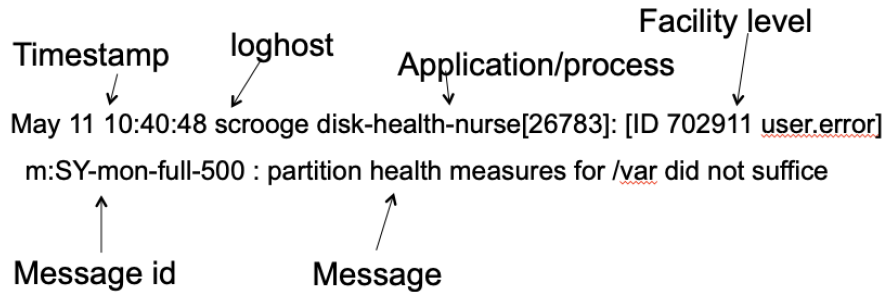 Facility level
Timestamp
loghost
Application/process
May 11 10:40:48 scrooge disk-health-nurse[26783]: [ID 702911 user.error]
m:SY-mon-full-500 : partition health measures for /var did not suffice
Message id
Message